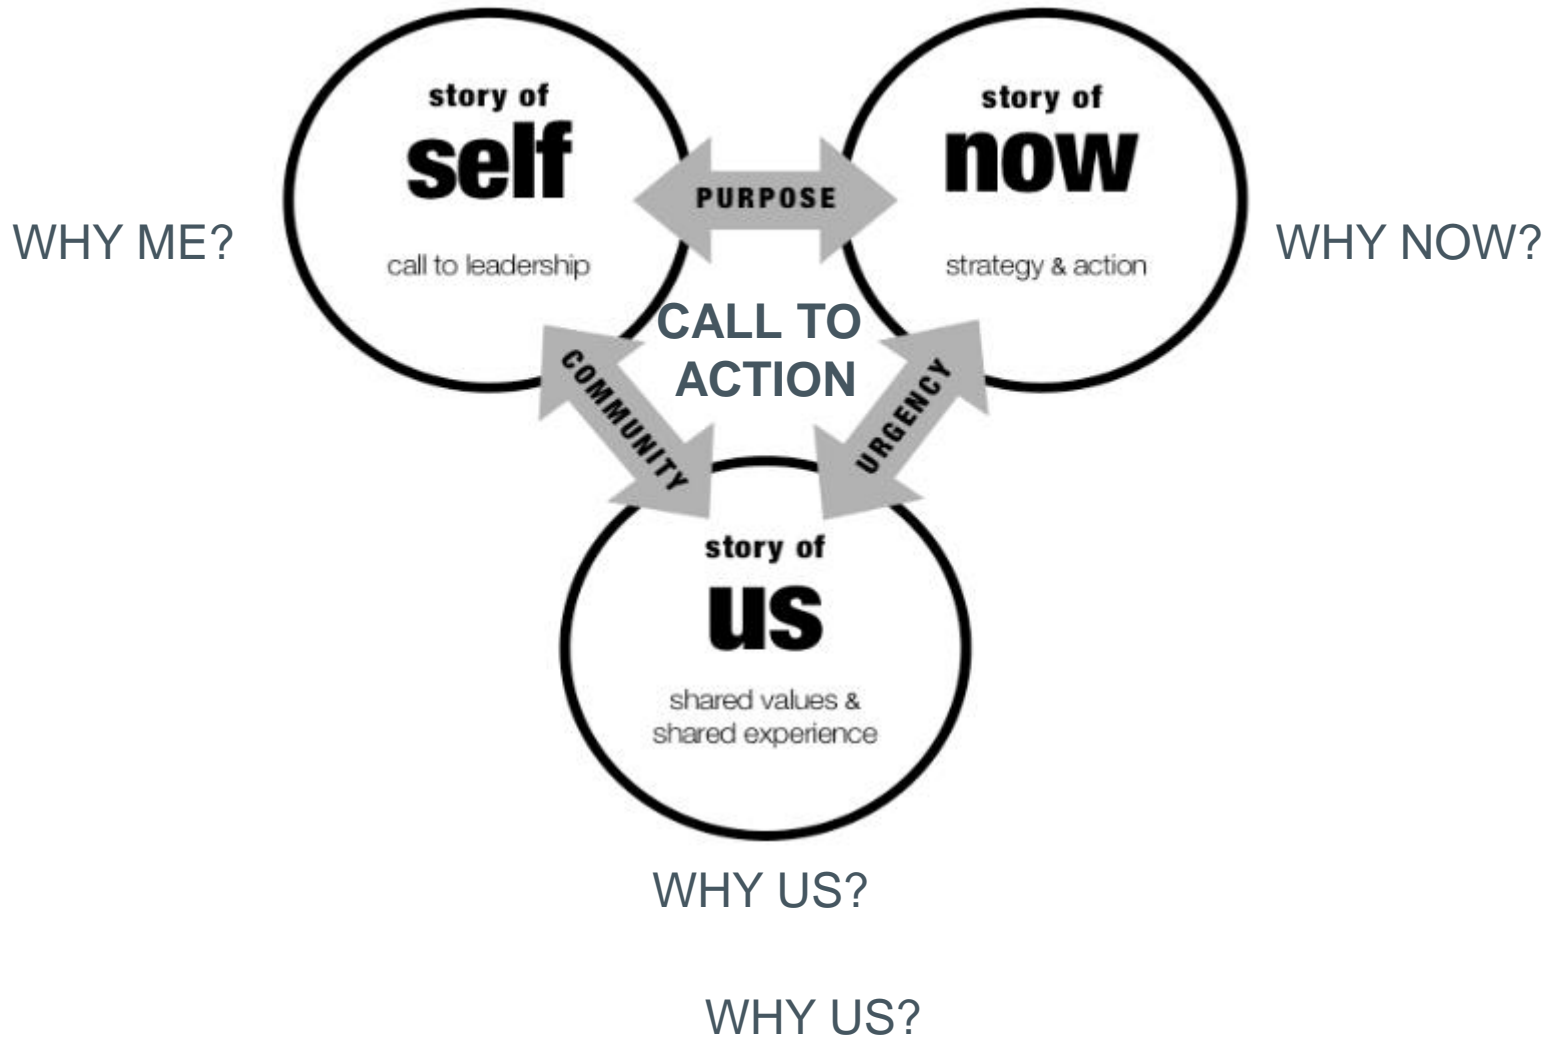 story of
self
call to leadership
WHY ME?
PURPOSE
story of
now
strategy & action
WHY NOW?
CALL TO
ACTION
COMMUNITY
URGENCY
story of
us
shared values &
shared experience
WHY US?
WHY US?